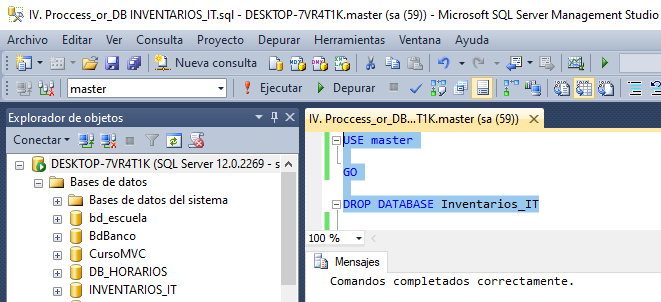 IV. Proccess_or_DB INVENTARIOS_IT.sql - DESKTOP-7VR4T1K.master (sa (59)) - Microsoft SQL Server Management Studio
Archivo Editar Ver Consulta Proyecto Depurar Herramientas Ventana Ayuda
Nueva consulta
master
Ejecutar Depurar
Explorador de objetos
Conectar
DESKTOP-7VR4T1K (SQL Server 12.0.2269 - s
Bases de datos
Bases de datos del sistema
bd_escuela
BdBanco
CursoMVC
DB_HORARIOS
INVENTARIOS_IT
IV. Proccess_or_DB...T1K.master (sa (59))
USE master
GO
DROP DATABASE Inventarios_IT
100 %
Mensajes
Comandos completados correctamente.